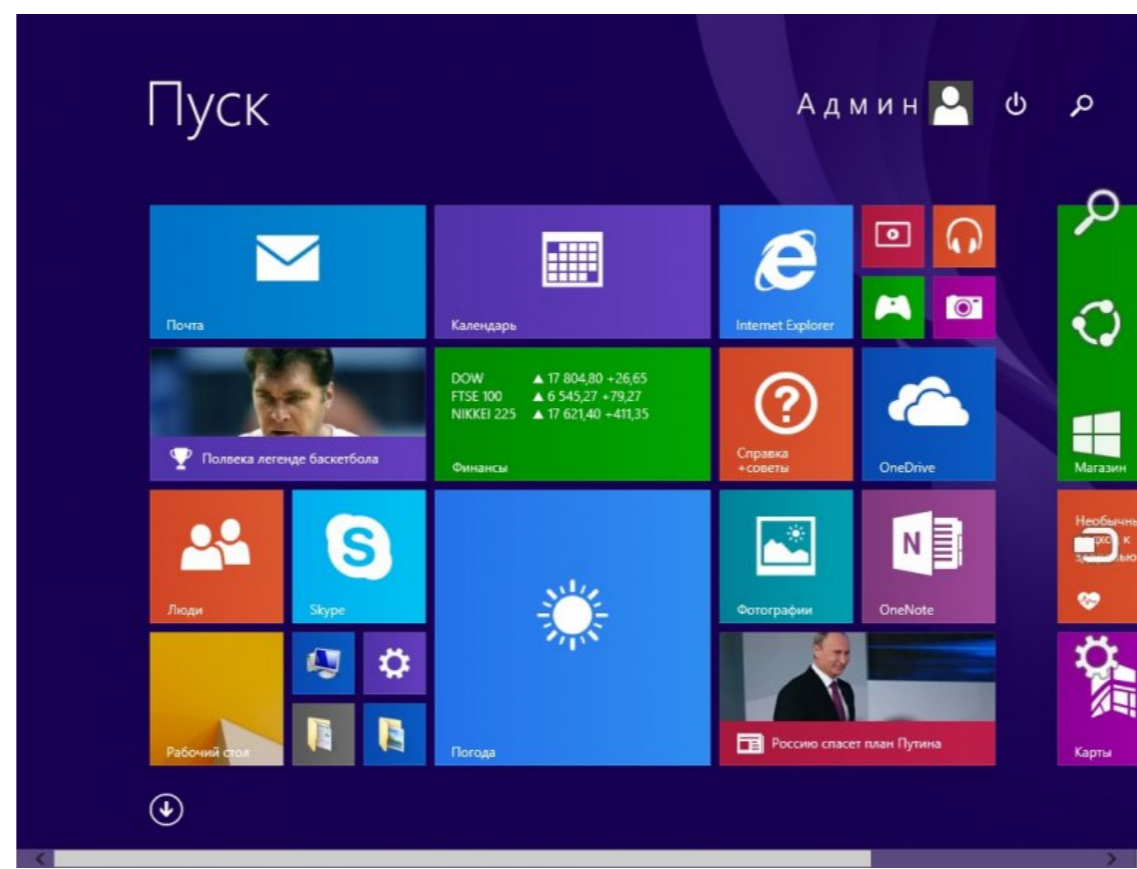 Пуск
Админ
Почта
Календарь
Internet Explorer
Полвека легенде баскетбола
DOW ▲ 17 804,80 +26,65
FTSE 100 ▲ 6 545,27 +79,27
NIKKEI 225 ▲ 17 621,40 +411,35
Финансы
Справка
+советы
OneDrive
Магазин
Люди
S
Skype
Фотографии
N
OneNote
к
Рабочий стол
Погода
Россию спасет план Путина
Карты